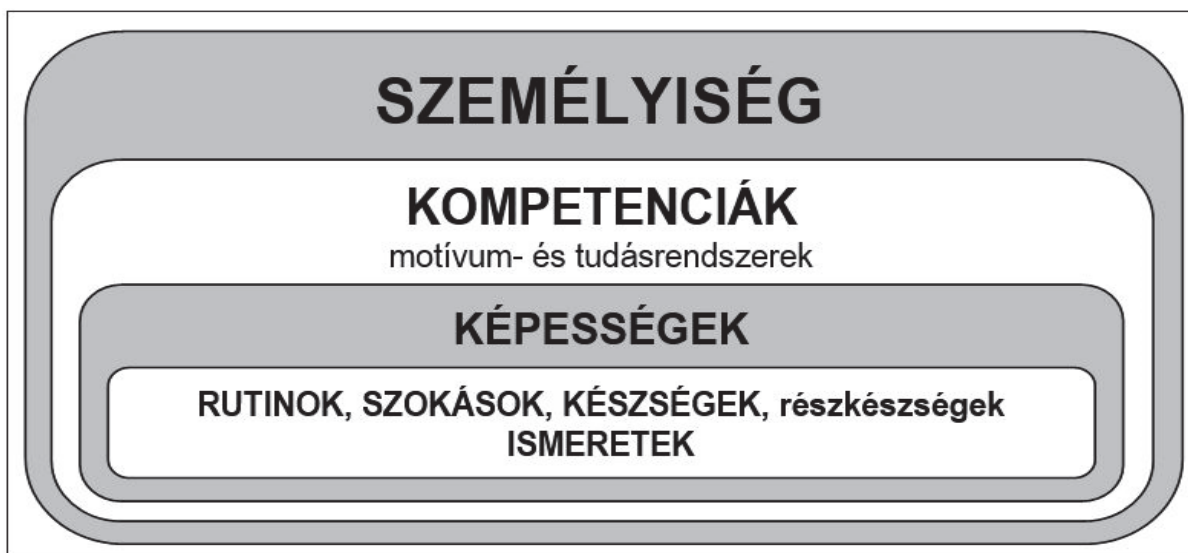 SZEMÉLYISÉG
KOMPETENCIÁK
motívum- és tudásrendszerek
KÉPESSÉGEK
RUTINOK, SZOKÁSOK, KÉSZSÉGEK, részkészségek
ISMERETEK